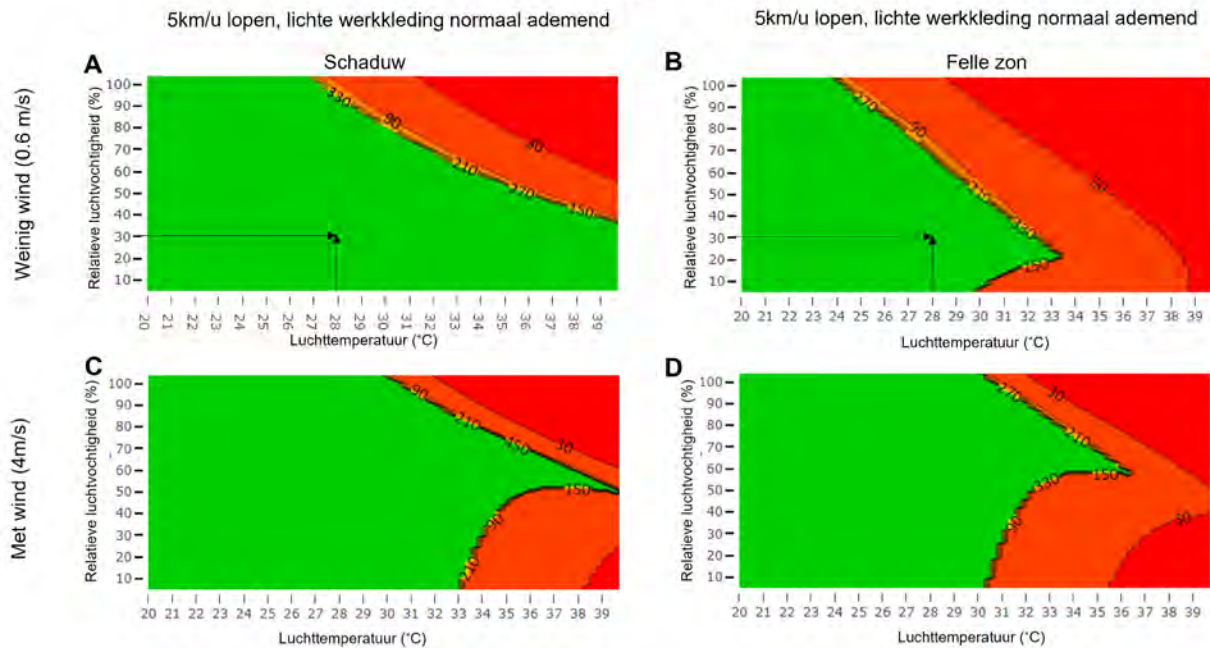 5km/u lopen, lichte werkkleding normaal ademend
5km/u lopen, lichte werkkleding normaal ademend
Weinig wind (0.6 m/s)
A
Schaduw
Relatieve luchtvochtigheid (%)
100
90
80
70
60
50
40
30
20
10
330
90
210
270
150
30
20 21 22 23 24 25 26 27 28 29 30 31 32 33 34 35 36 37 38 39
Luchttemperatuur (°C)
B
Felle zon
Relatieve luchtvochtigheid (%)
100
90
80
70
60
50
40
30
20
10
270
90
210
150
30
20 21 22 23 24 25 26 27 28 29 30 31 32 33 34 35 36 37 38 39
Luchttemperatuur (°C)
Met wind (4m/s)
C
Relatieve luchtvochtigheid (%)
100
90
80
70
60
50
40
30
20
10
90
210
150
30
150
90
210
20 21 22 23 24 25 26 27 28 29 30 31 32 33 34 35 36 37 38 39
Luchttemperatuur (°C)
D
Relatieve luchtvochtigheid (%)
100
90
80
70
60
50
40
30
20
10
270
30
210
150
330
90
30
20 21 22 23 24 25 26 27 28 29 30 31 32 33 34 35 36 37 38 39
Luchttemperatuur (°C)